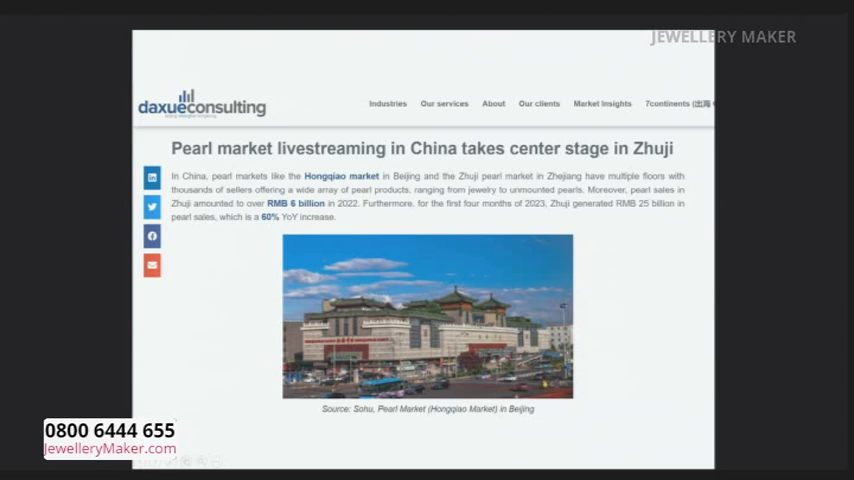 JEWELLERY MAKER
daxueconsulting
Industries Our services About Our clients Market Insights 7continents (出海
Pearl market livestreaming in China takes center stage in Zhuji
In China, pearl markets like the Hongqiao market in Beijing and the Zhuji pearl market in Zhejiang have multiple floors with
thousands of sellers offering a wide array of pearl products, ranging from jewelry to unmounted pearls. Moreover, pearl sales in
Zhuji amounted to over RMB 6 billion in 2022. Furthermore, for the first four months of 2023, Zhuji generated RMB 25 billion in
pearl sales, which is a 60% YoY increase.
Source: Sohu, Pearl Market (Hongqiao Market) in Beijing
0800 6444 655
JewelleryMaker.com